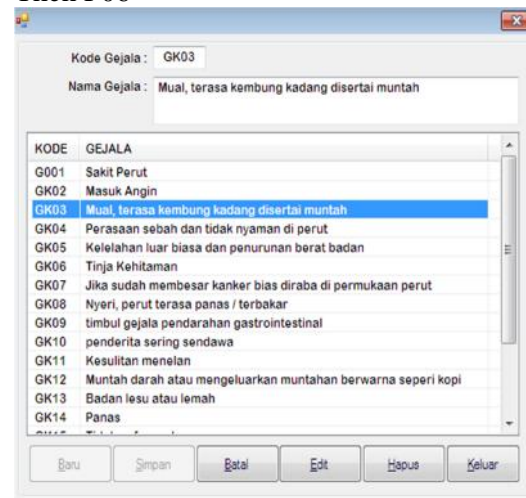 Kode Gejala : GK03
Nama Gejala : Mual, terasa kembung kadang disertai muntah
KODE GEJALA
G001 Sakit Perut
GK02 Masuk Angin
GK03 Mual, terasa kembung kadang disertai muntah
GK04 Perasaan sebah dan tidak nyaman di perut
GK05 Kelelahan luar biasa dan penurunan berat badan
GK06 Tinja Kehitaman
GK07 Jika sudah membesar kanker bias diraba di permukaan perut
GK08 Nyeri, perut terasa panas / terbakar
GK09 timbul gejala pendarahan gastrointestinal
GK10 penderita sering sendawa
GK11 Kesulitan menelan
GK12 Muntah darah atau mengeluarkan muntahan berwarna seperi kopi
GK13 Badan lesu atau lemah
GK14 Panas
Baru Simpan Batal Edit Hapus Keluar